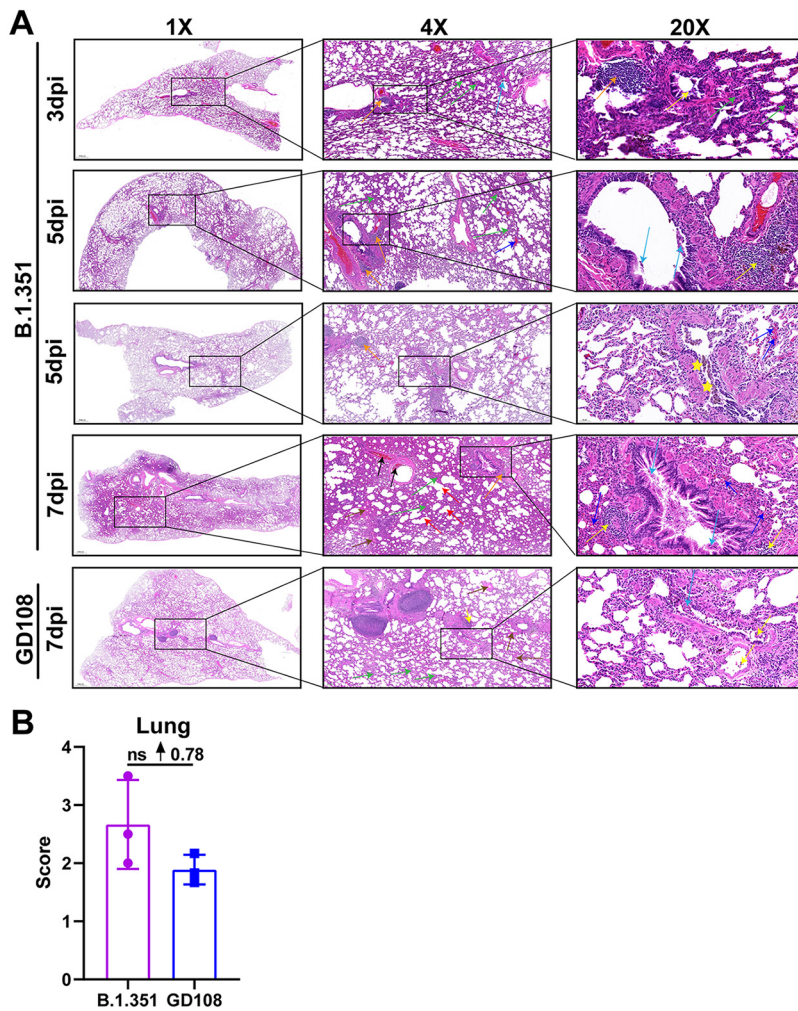 A
1X 4X 20X
B.1.351
3dpi
5dpi
5dpi
7dpi
GD108
7dpi
B
Lung
ns 0.78
Score
4
3
2
1
0
B.1.351 GD108